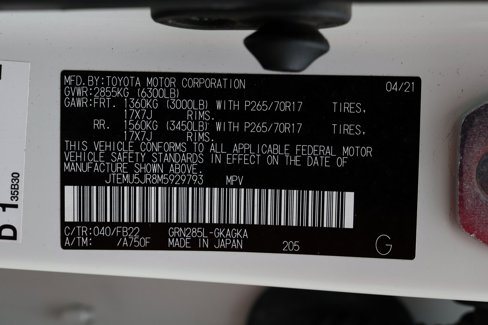 MFD.BY:TOYOTA MOTOR CORPORATION 04/21
GVWR:2855KG (6300LB)
GAWR:FRT. 1360KG (3000LB) WITH P265/70R17 TIRES,
17X7J RIMS.
RR. 1560KG (3450LB) WITH P265/70R17 TIRES,
17X7J RIMS.
THIS VEHICLE CONFORMS TO ALL APPLICABLE FEDERAL MOTOR
VEHICLE SAFETY STANDARDS IN EFFECT ON THE DATE OF
MANUFACTURE SHOWN ABOVE.
JTEMU5JR8M5929793 MPV
C/TR:040/FB22 GRN285L-GKAGKA
A/TM: /A750F MADE IN JAPAN 205 G
D 1 35B30